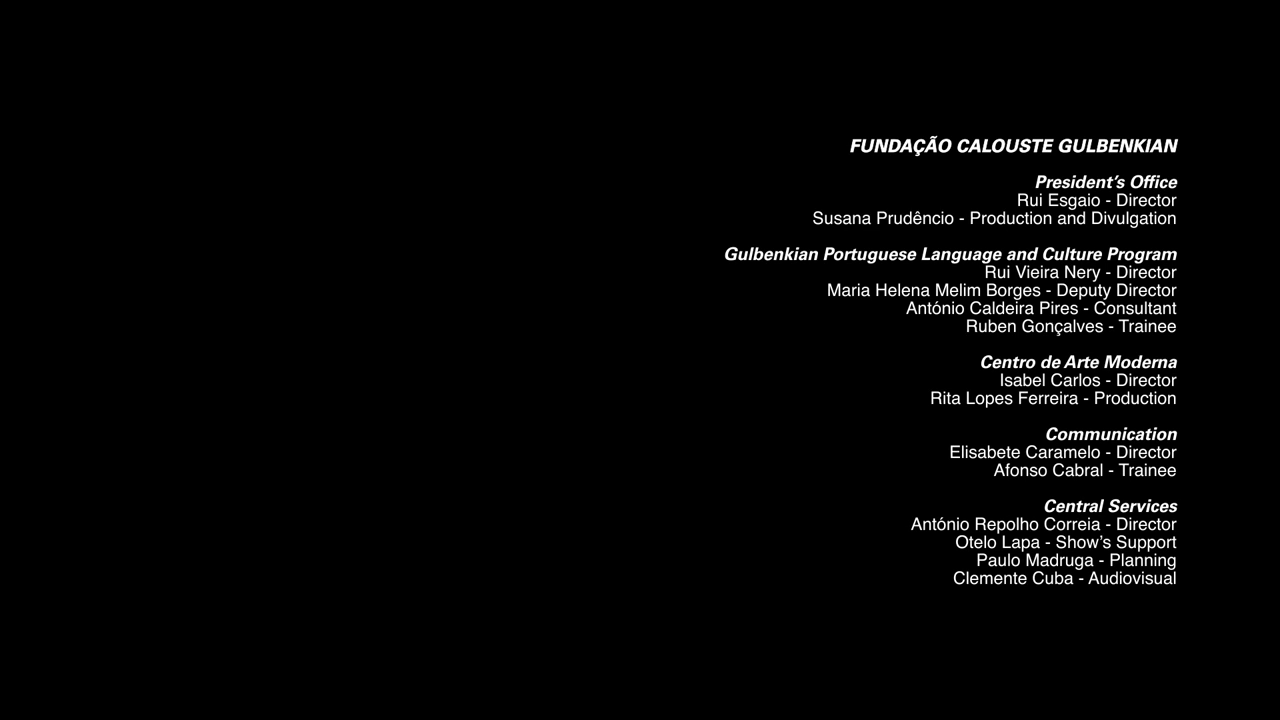 FUNDAÇÃO CALOUSTE GULBENKIAN
President's Office
Rui Esgaio - Director
Susana Prudêncio - Production and Divulgation
Gulbenkian Portuguese Language and Culture Program
Rui Vieira Nery - Director
Maria Helena Melim Borges - Deputy Director
António Caldeira Pires - Consultant
Ruben Gonçalves - Trainee
Centro de Arte Moderna
Isabel Carlos - Director
Rita Lopes Ferreira - Production
Communication
Elisabete Caramelo - Director
Afonso Cabral - Trainee
Central Services
António Repolho Correia - Director
Otelo Lapa - Show's Support
Paulo Madruga - Planning
Clemente Cuba - Audiovisual